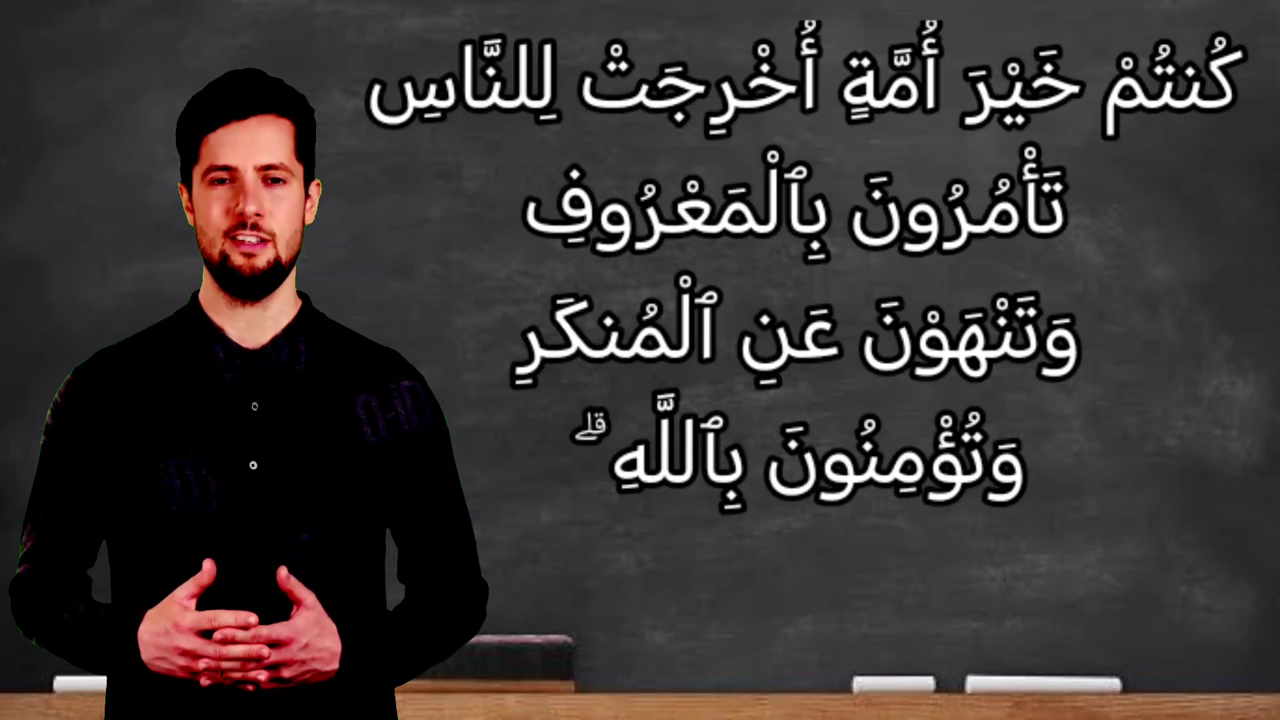 كُنتُمْ خَيْرَ أُمَّةٍ أُخْرِجَتْ لِلنَّاسِ
تَأْمُرُونَ بِٱلْمَعْرُوفِ
وَتَنْهَوْنَ عَنِ ٱلْمُنكَرِ
وَتُؤْمِنُونَ بِٱللَّهِ ۗ